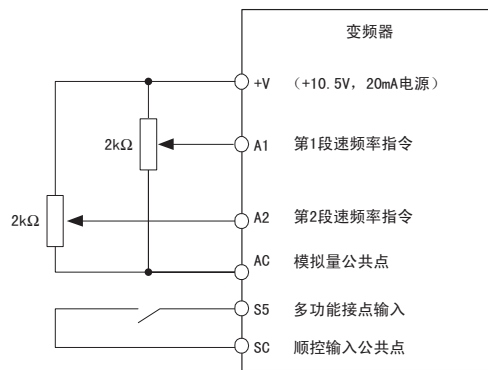 变频器
+V （+10.5V，20mA电源）
2kΩ
A1 第1段速频率指令
2kΩ
A2 第2段速频率指令
AC 模拟量公共点
S5 多功能接点输入
SC 顺控输入公共点